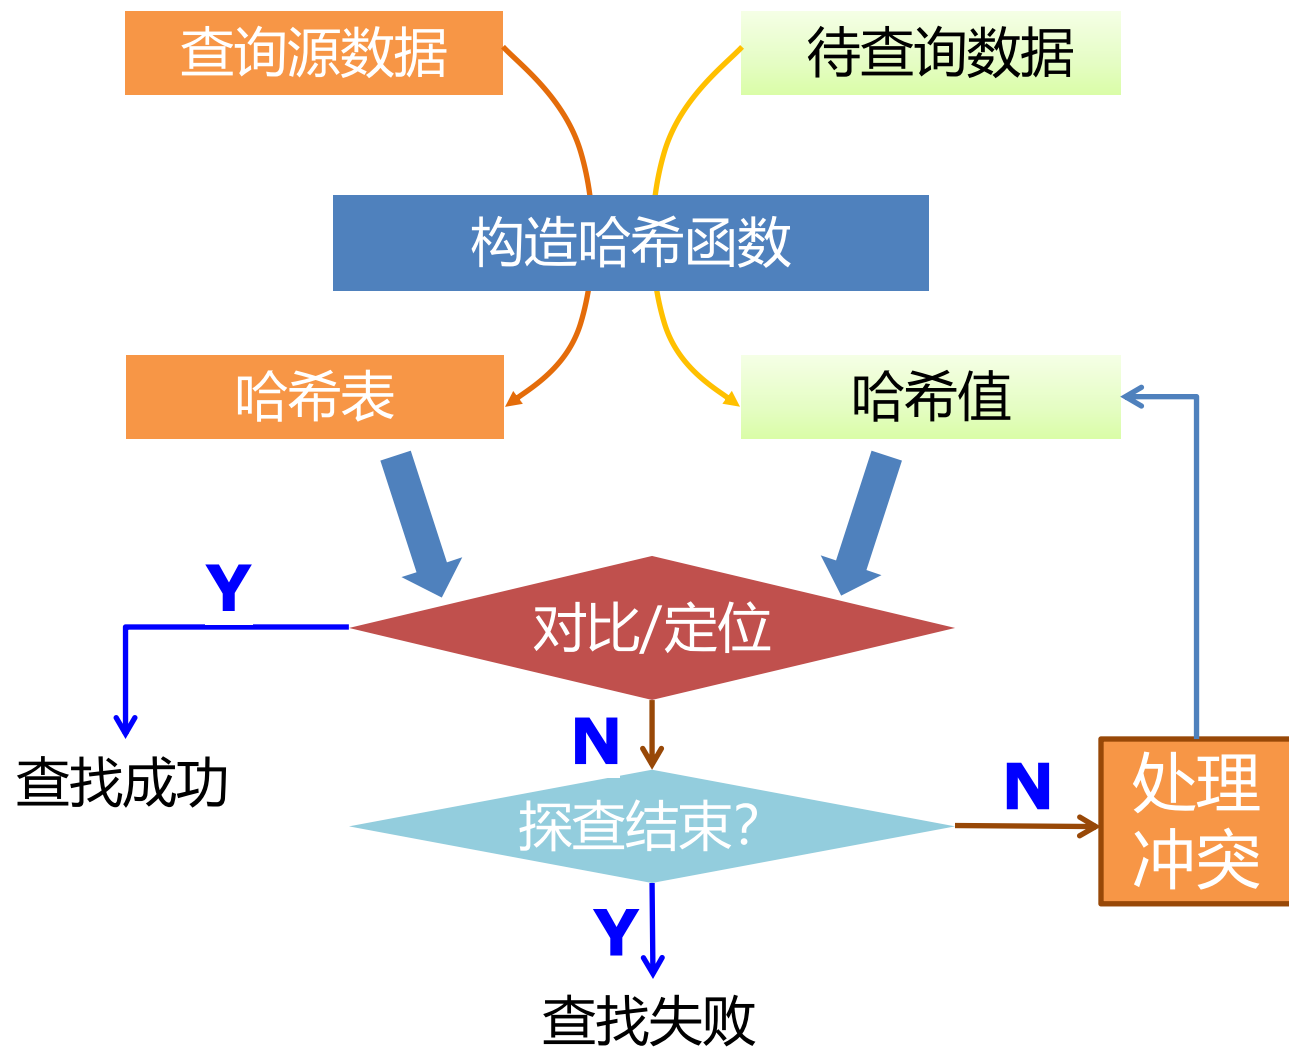 查询源数据
待查询数据
构造哈希函数
哈希表
哈希值
Y
对比/定位
N
查找成功
探查结束？
N
处理
冲突
Y
查找失败